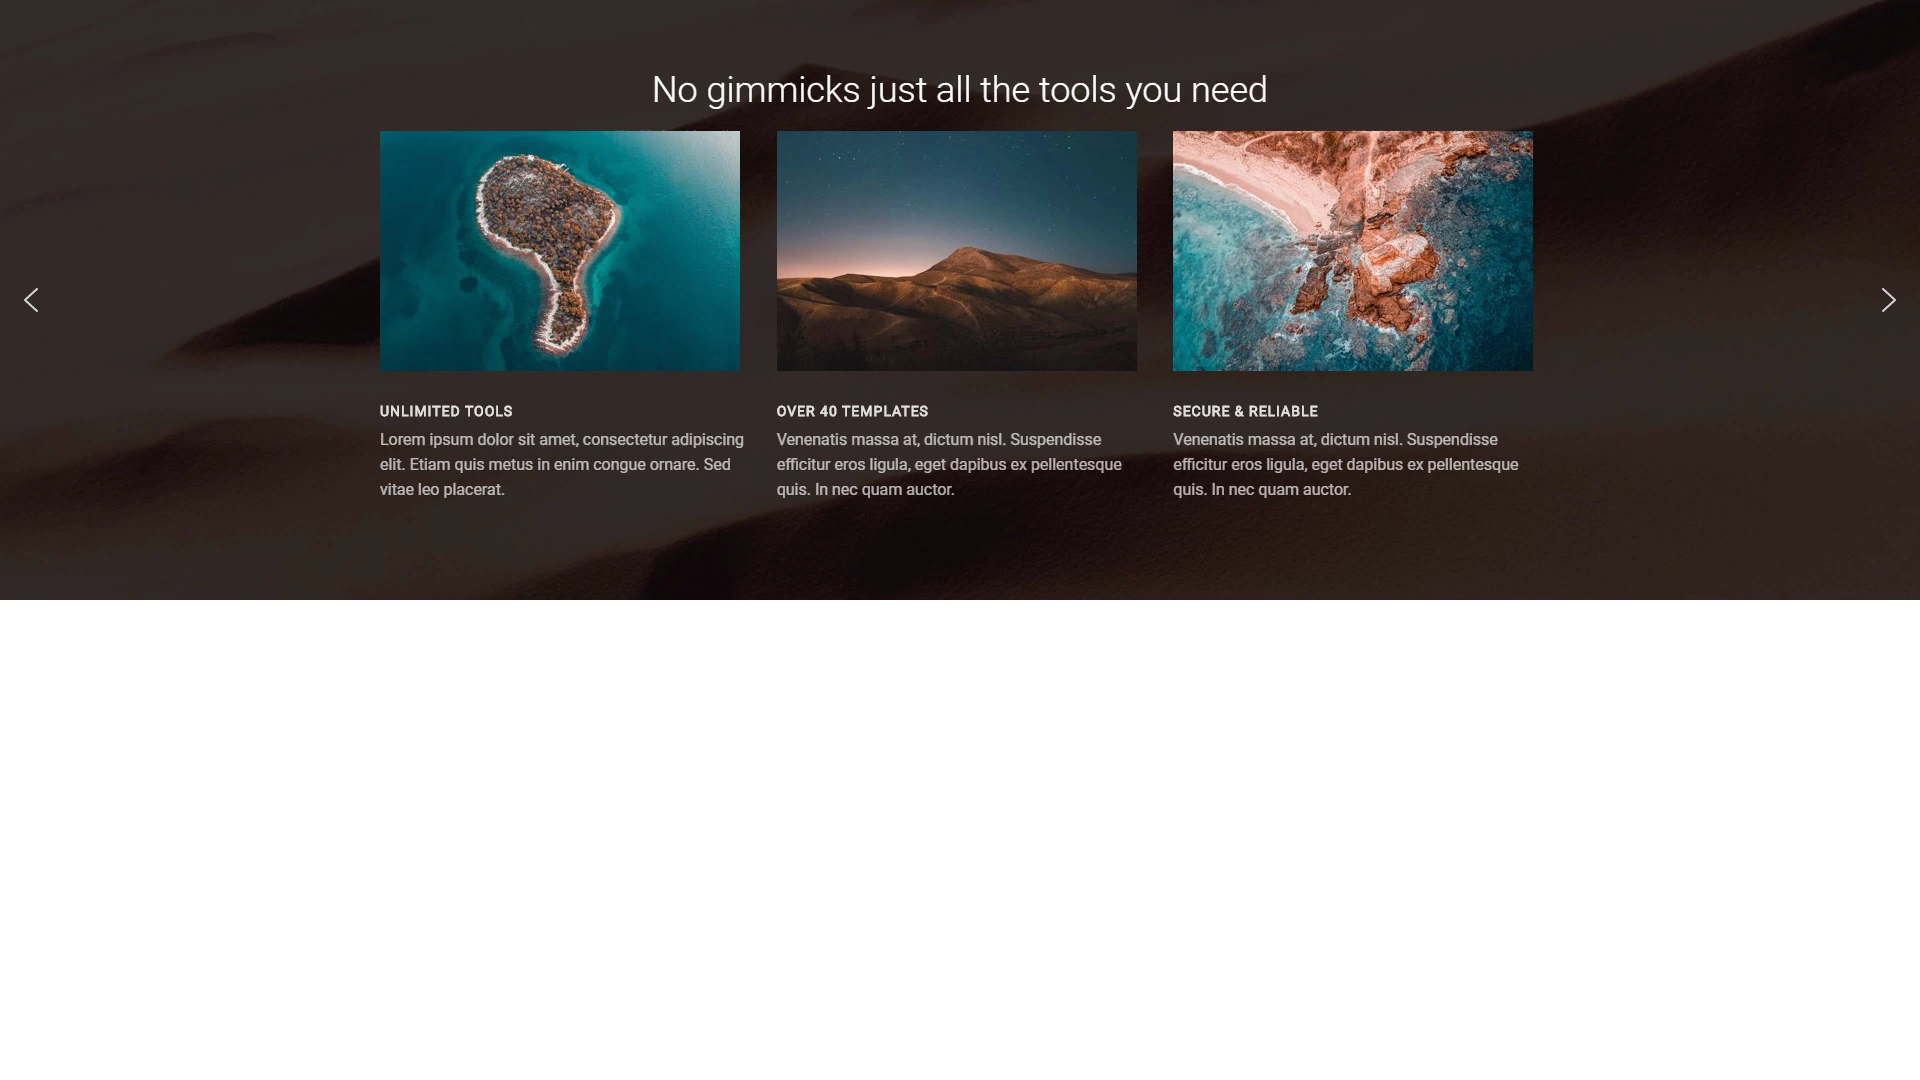 No gimmicks just all the tools you need
UNLIMITED TOOLS
Lorem ipsum dolor sit amet, consectetur adipiscing
elit. Etiam quis metus in enim congue ornare. Sed
vitae leo placerat.
OVER 40 TEMPLATES
Venenatis massa at, dictum nisl. Suspendisse
efficitur eros ligula, eget dapibus ex pellentesque
quis. In nec quam auctor.
SECURE & RELIABLE
Venenatis massa at, dictum nisl. Suspendisse
efficitur eros ligula, eget dapibus ex pellentesque
quis. In nec quam auctor.